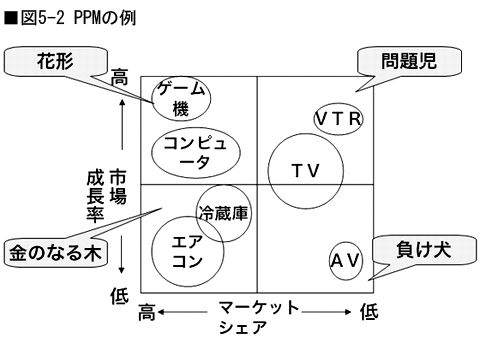 ■図5-2 PPMの例
花形
問題児
高
ゲーム
機
VTR
コンピュ
ータ
TV
市場
成長率
冷蔵庫
金のなる木
エア
コン
AV
負け犬
低
高
マーケット
シェア
低